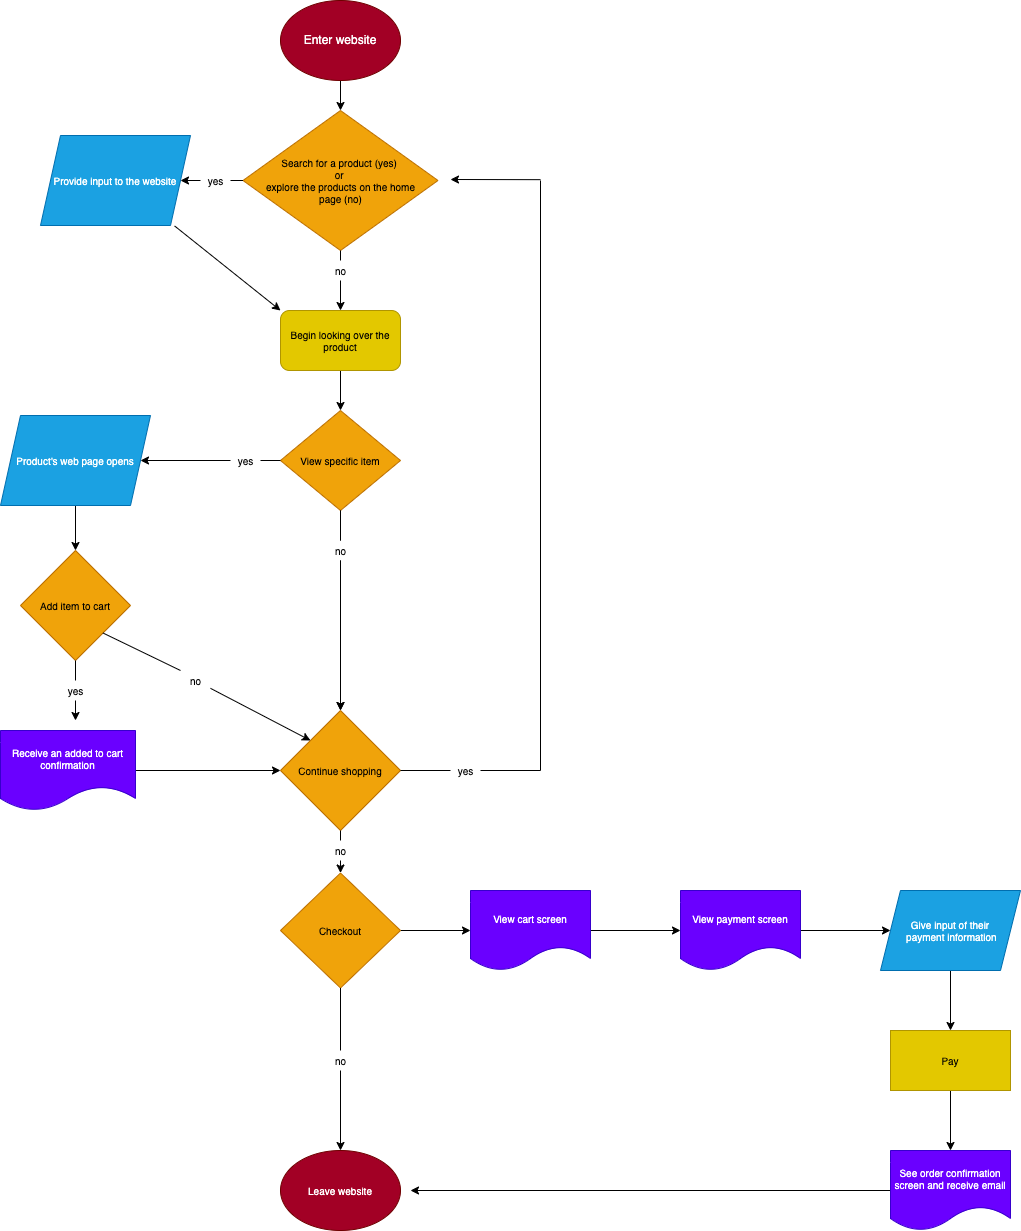 Enter website
Search for a product (yes)
or
explore the products on the home
page (no)
yes
Provide input to the website
no
Begin looking over the
product
View specific item
yes
Product's web page opens
no
Add item to cart
no
yes
Receive an added to cart
confirmation
Continue shopping
yes
no
Checkout
View cart screen
View payment screen
Give input of their
payment information
no
Pay
See order confirmation
screen and receive email
Leave website